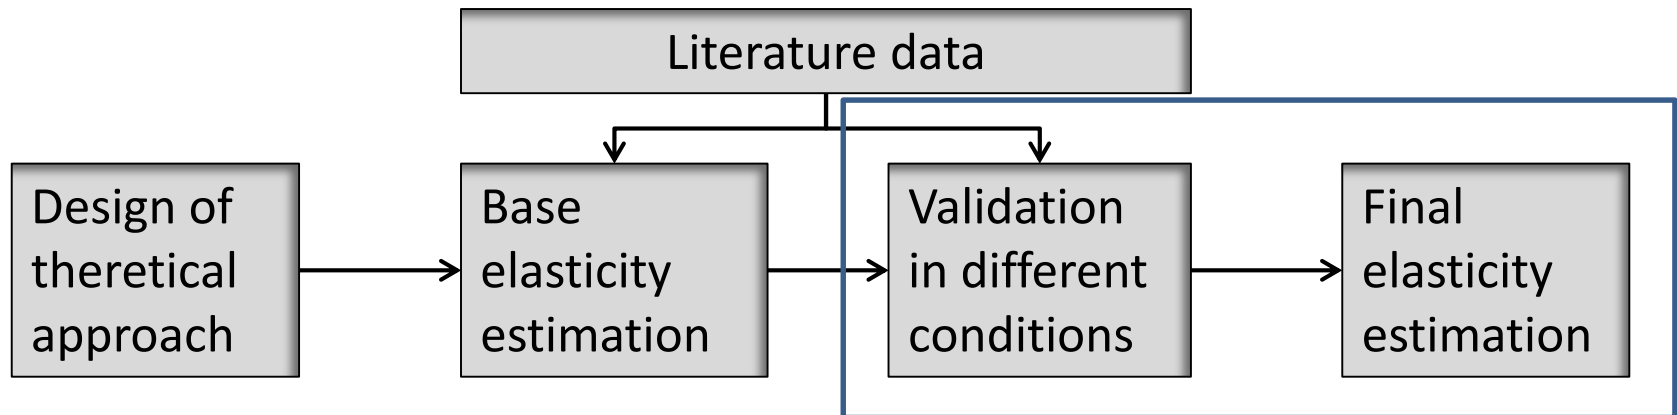 Literature data
Design of
theretical
approach
Base
elasticity
estimation
Validation
in different
conditions
Final
elasticity
estimation